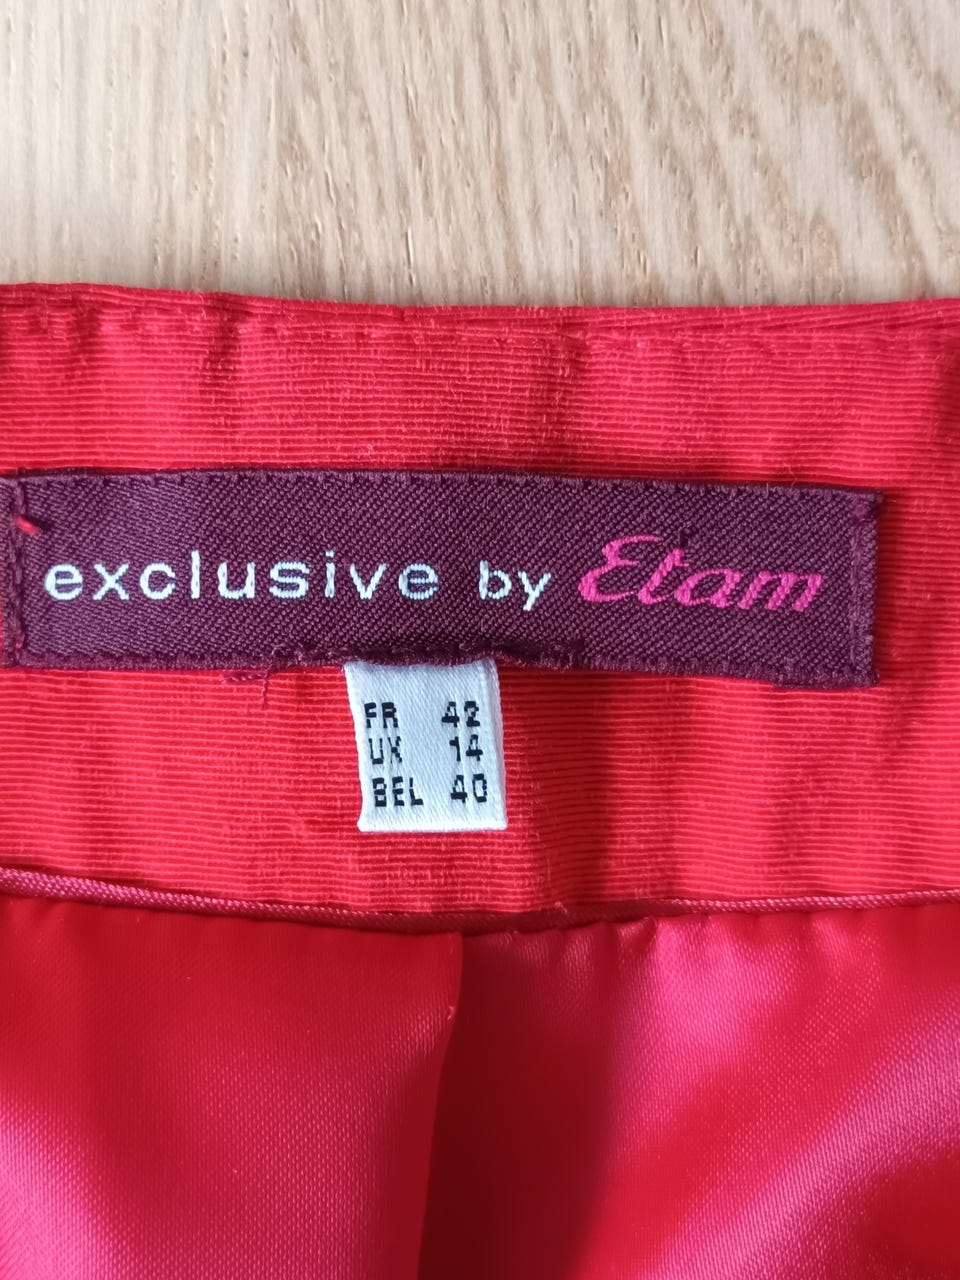 exclusive by Etam
FR 42
UK 14
BEL 40